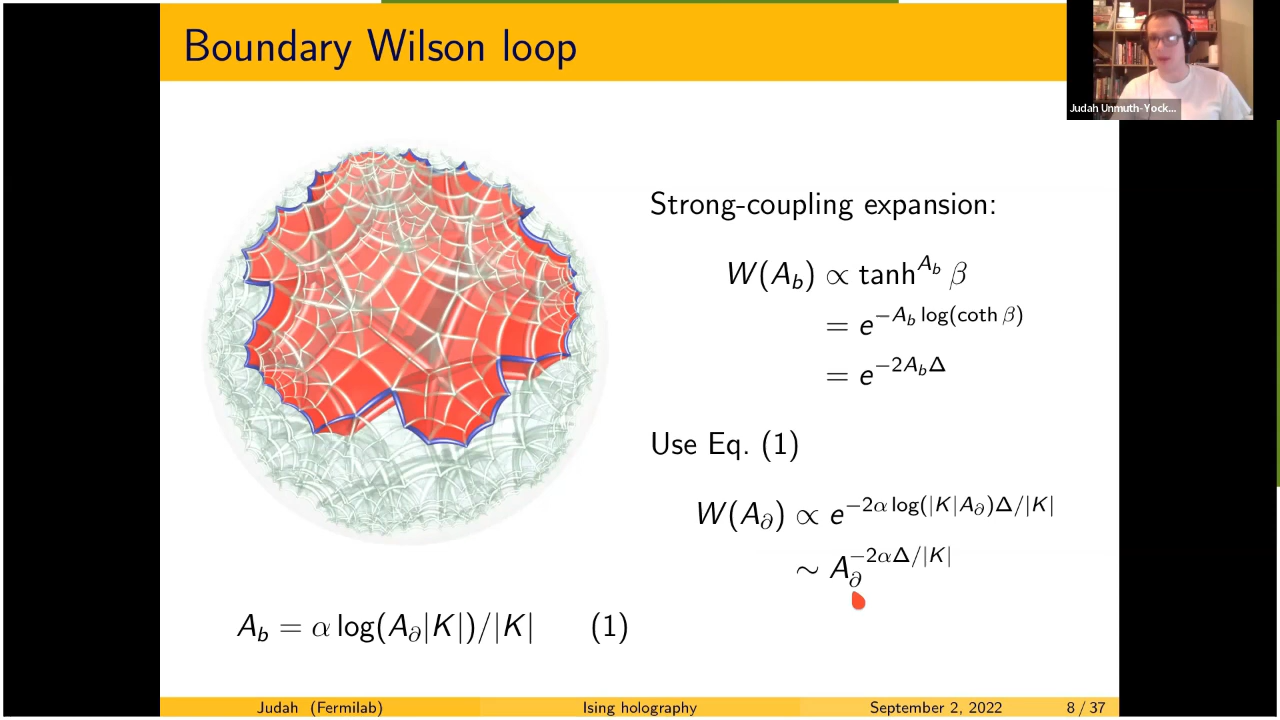 Boundary Wilson loop
Judah Unmuth-Yock...
Strong-coupling expansion:
W(A_b) ∝ tanh^{A_b} β
= e^{-A_b log(coth β)}
= e^{-2A_bΔ}
Use Eq. (1)
W(A_∂) ∝ e^{-2α log(|K|A_∂)Δ/|K|}
∼ A_∂^{-2αΔ/|K|}
A_b = α log(A_∂|K|)/|K| (1)
Judah (Fermilab) Ising holography September 2, 2022 8 / 37